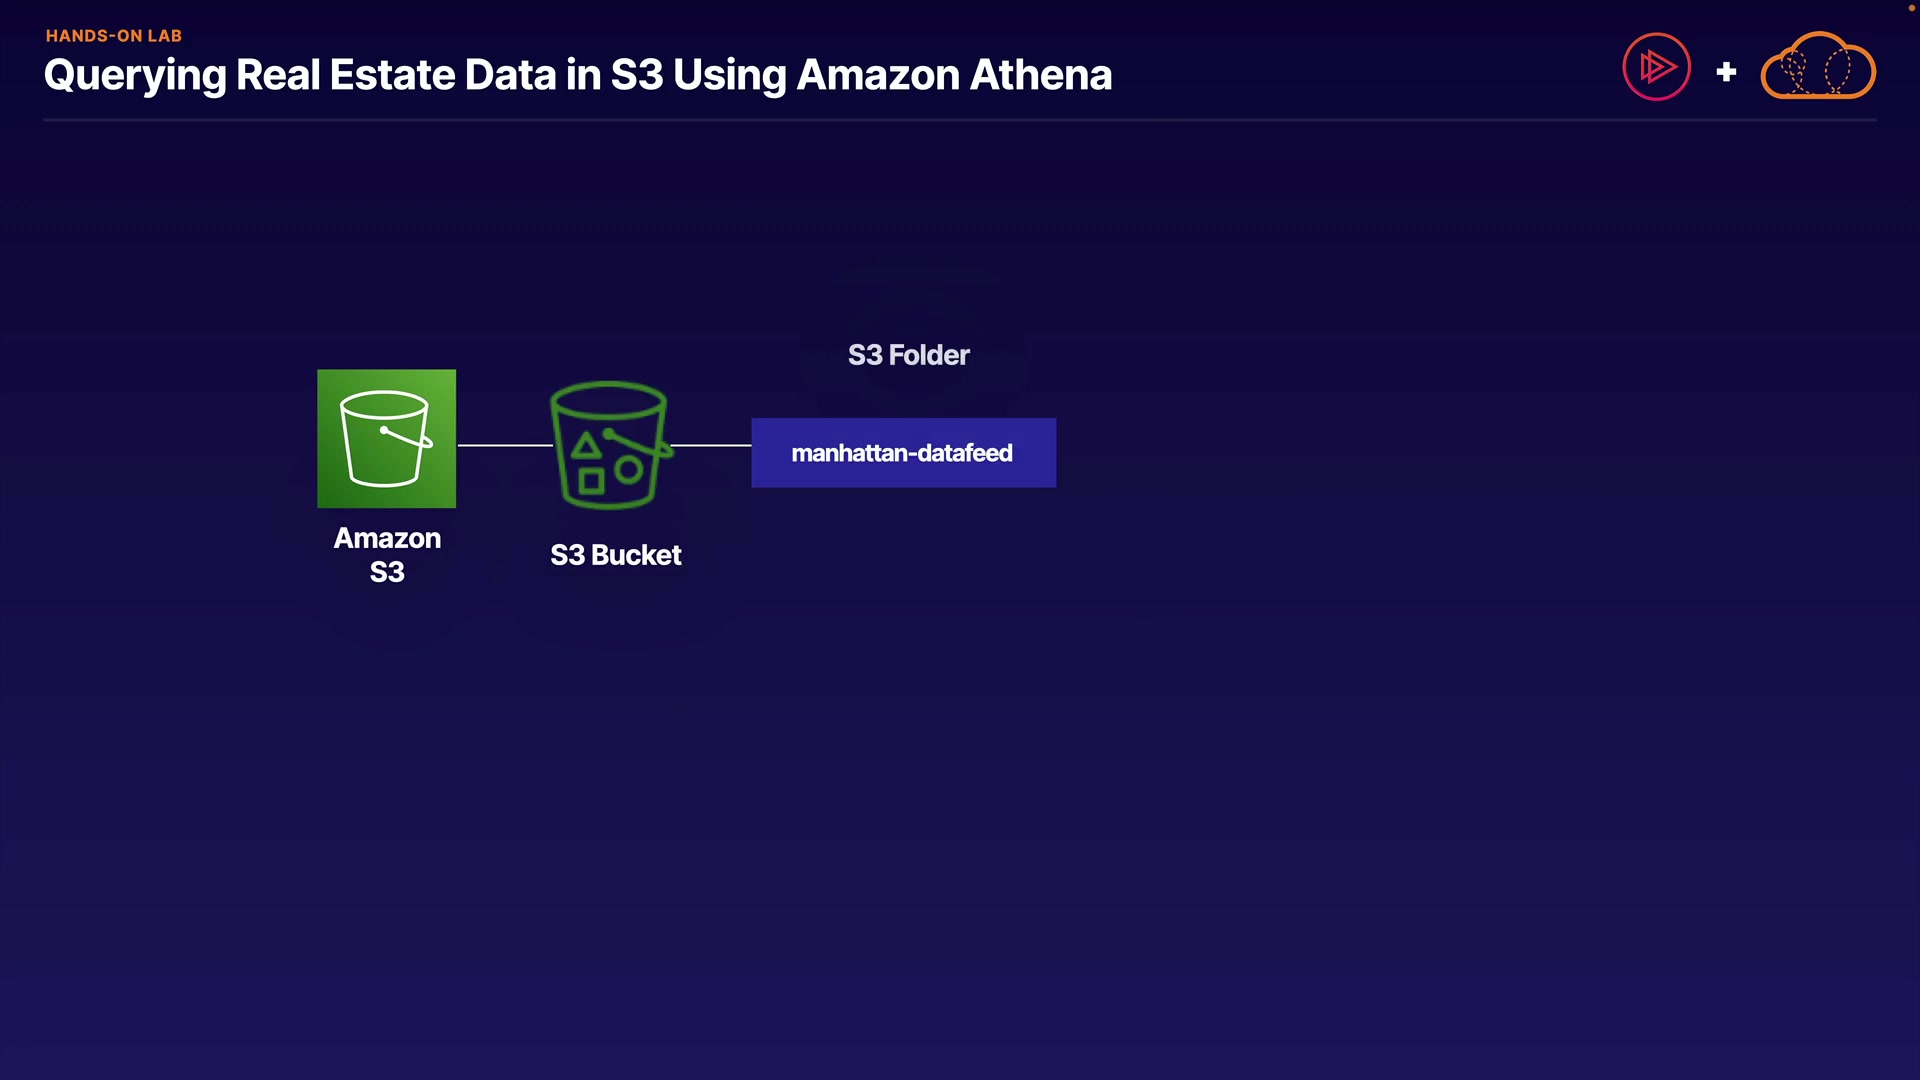 HANDS-ON LAB
Querying Real Estate Data in S3 Using Amazon Athena
S3 Folder
manhattan-datafeed
Amazon
S3
S3 Bucket